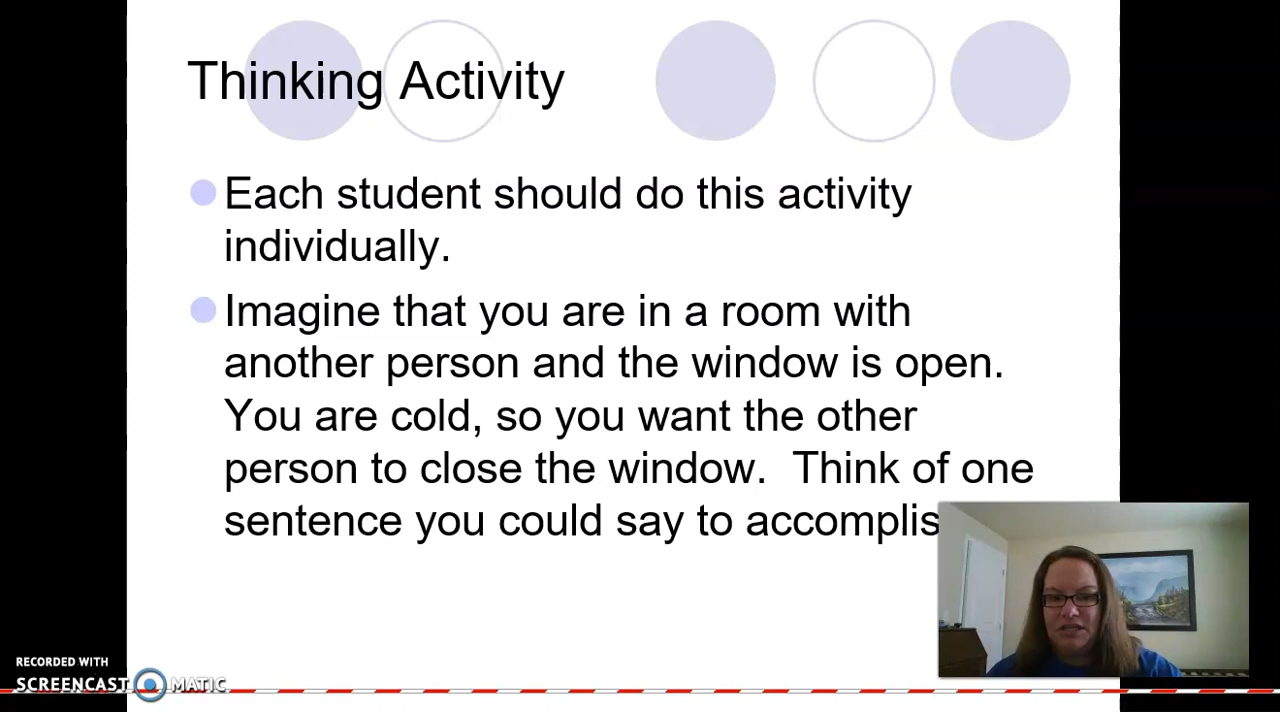 Thinking Activity
Each student should do this activity
individually.
Imagine that you are in a room with
another person and the window is open.
You are cold, so you want the other
person to close the window. Think of one
sentence you could say to
RECORDED WITH
SCREENCAST MATIC